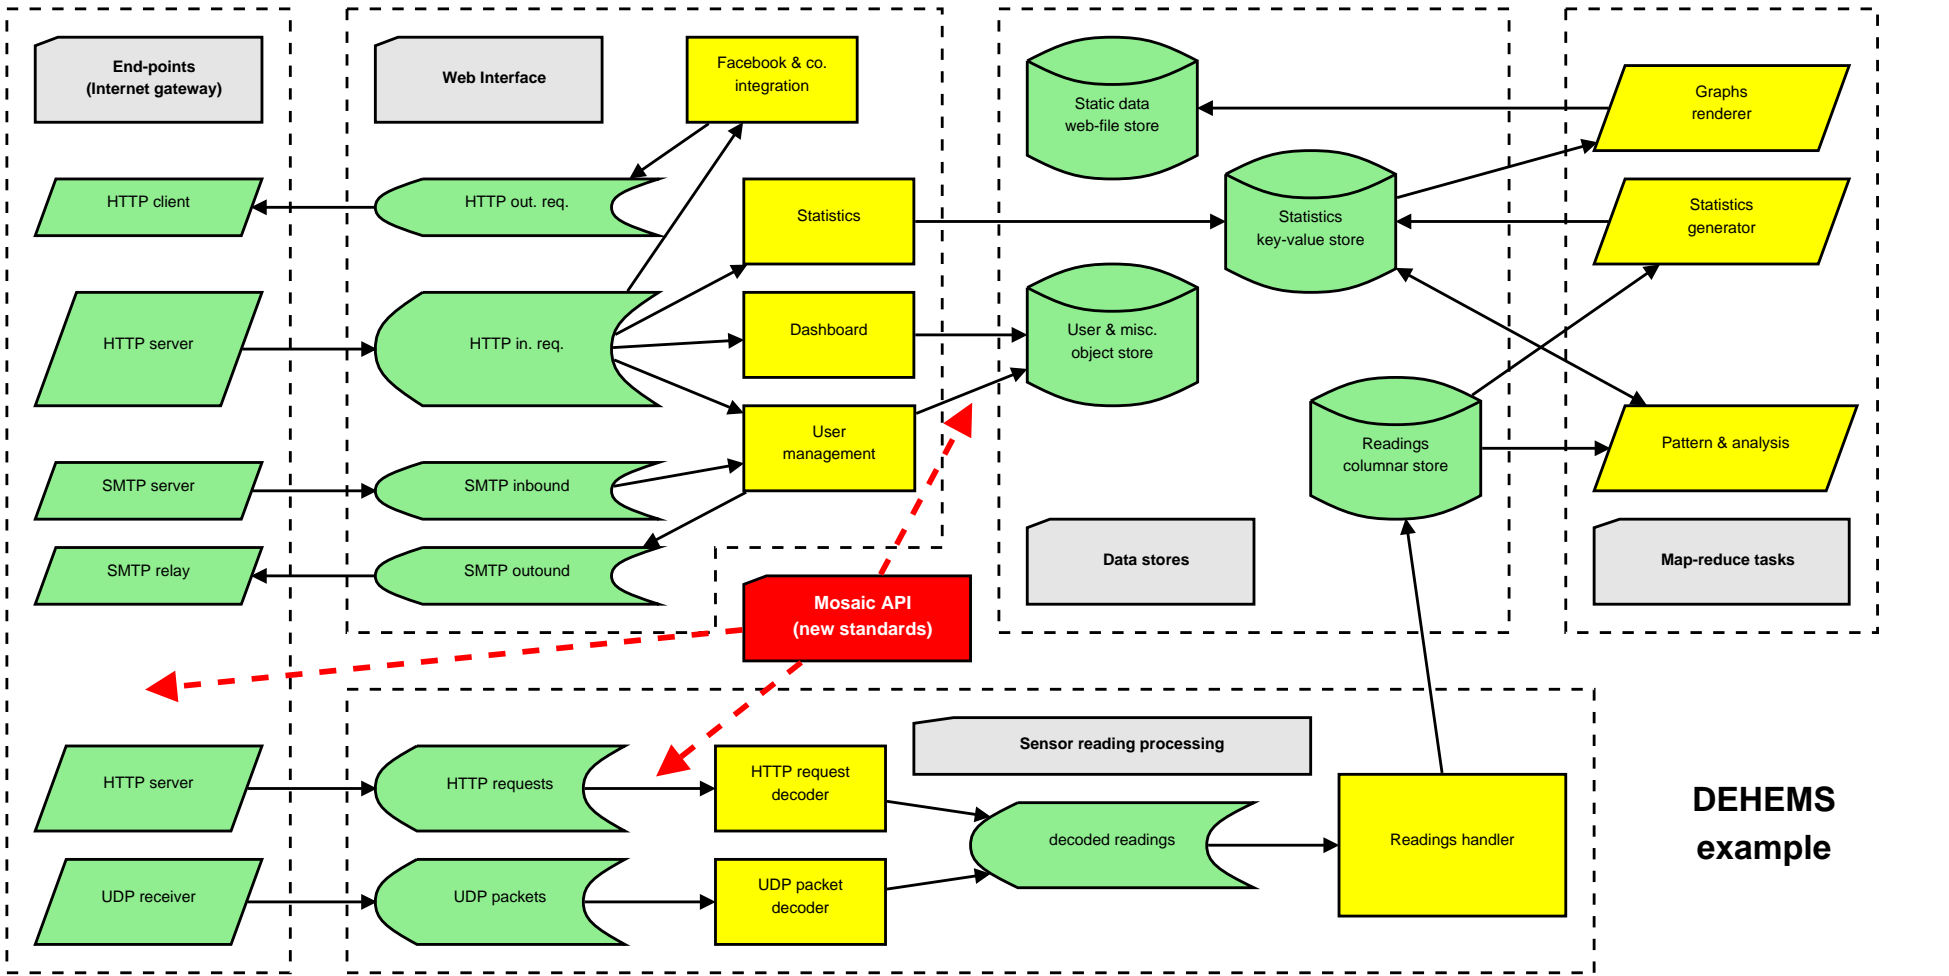 End-points
(Internet gateway)
Web Interface
Facebook & co.
integration
Static data
web-file store
Graphs
renderer
HTTP client
HTTP out. req.
Statistics
Statistics
key-value store
Statistics
generator
HTTP server
HTTP in. req.
Dashboard
User & misc.
object store
User
management
Readings
columnar store
Pattern & analysis
SMTP server
SMTP inbound
SMTP relay
SMTP outound
Data stores
Map-reduce tasks
Mosaic API
(new standards)
Sensor reading processing
HTTP server
HTTP requests
HTTP request
decoder
decoded readings
Readings handler
DEHEMS
example
UDP receiver
UDP packets
UDP packet
decoder